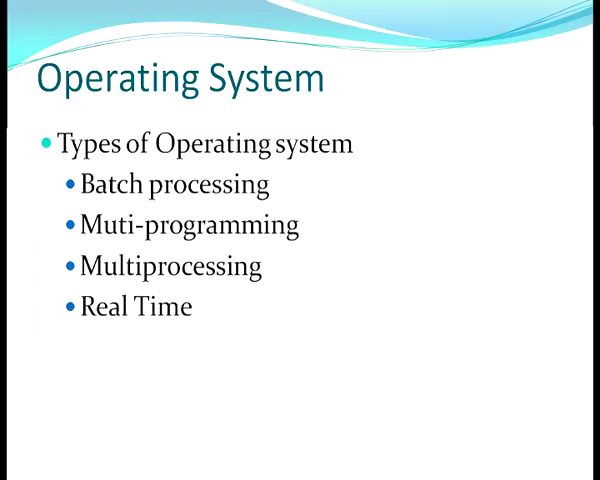 Operating System
Types of Operating system
Batch processing
Muti-programming
Multiprocessing
Real Time